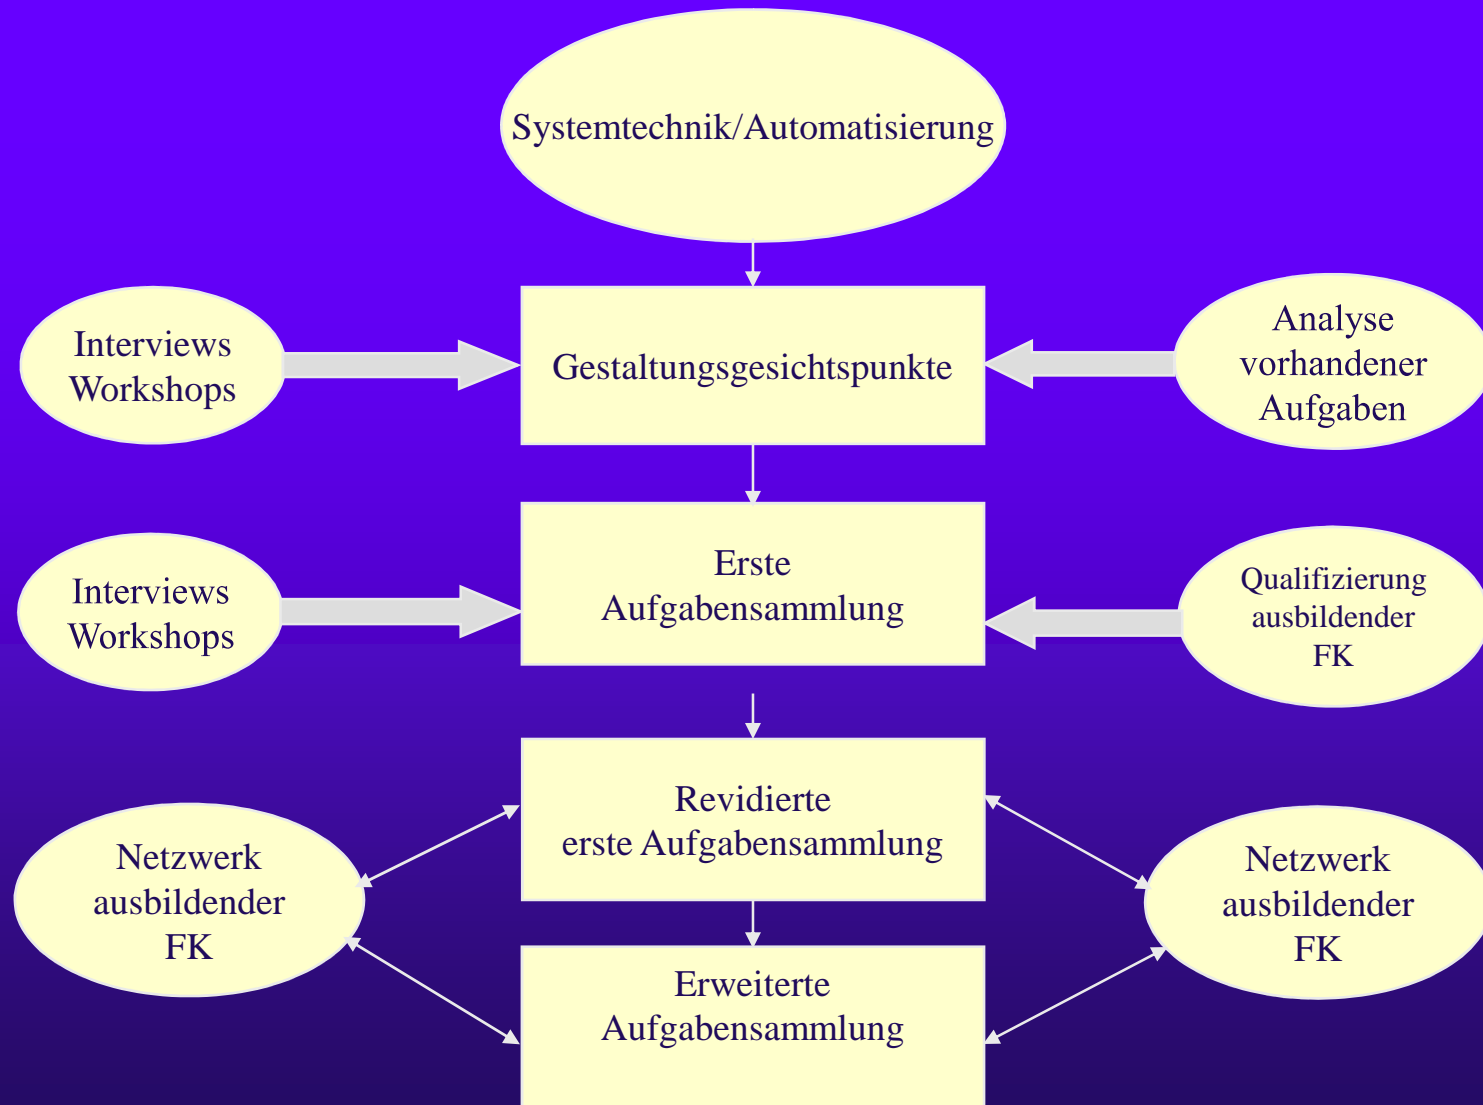 Systemtechnik/Automatisierung
Interviews
Workshops
Gestaltungsgesichtspunkte
Analyse
vorhandener
Aufgaben
Interviews
Workshops
Erste
Aufgabensammlung
Qualifizierung
ausbildender
FK
Revidierte
erste Aufgabensammlung
Netzwerk
ausbildender
FK
Netzwerk
ausbildender
FK
Erweiterte
Aufgabensammlung